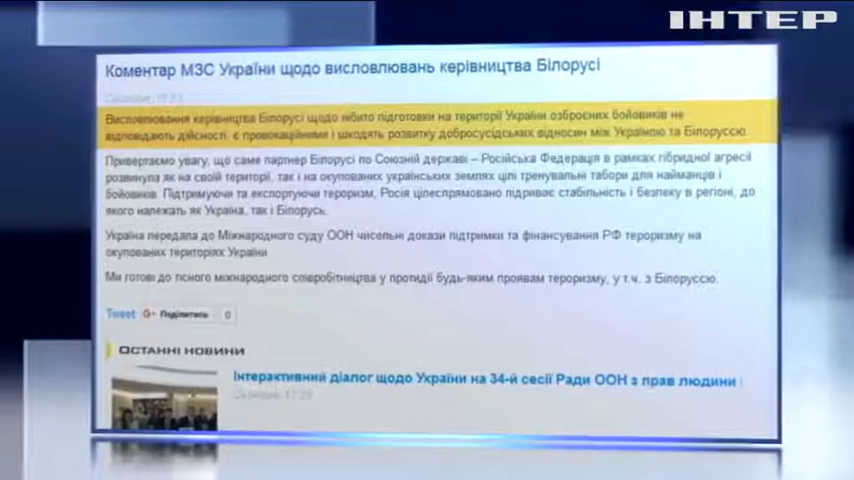 ІНТЕР
Коментар МЗС України щодо висловлювань керівництва Білорусі
Висловлювання керівництва Білорусі щодо нібито підготовки на території України озброєних бойовиків не
відповідають дійсності, є провокаційними і шкодять розвитку добросусідських відносин між Україною та Білоруссю.
Привертаємо увагу, що саме партнер Білорусі по Союзній державі – Російська Федерація в рамках гібридної агресії
розвинула як на своїй території, так і на окупованих українських землях цілі тренувальні табори для найманців і
бойовиків. Підтримуючи та експортуючи тероризм, Росія цілеспрямовано підриває стабільність і безпеку в регіоні, до
якого належать як Україна, так і Білорусь.
Україна передала до Міжнародного суду ООН чисельні докази підтримки та фінансування РФ тероризму на
окупованих територіях України
Ми готові до тісного міжнародного співробітництва у протидії будь-яким проявам тероризму, у т.ч. з Білоруссю.
Tweet G+ Поділитись 0
ОСТАННІ НОВИНИ
Інтерактивний діалог щодо України на 34-й сесії Ради ООН з прав людини